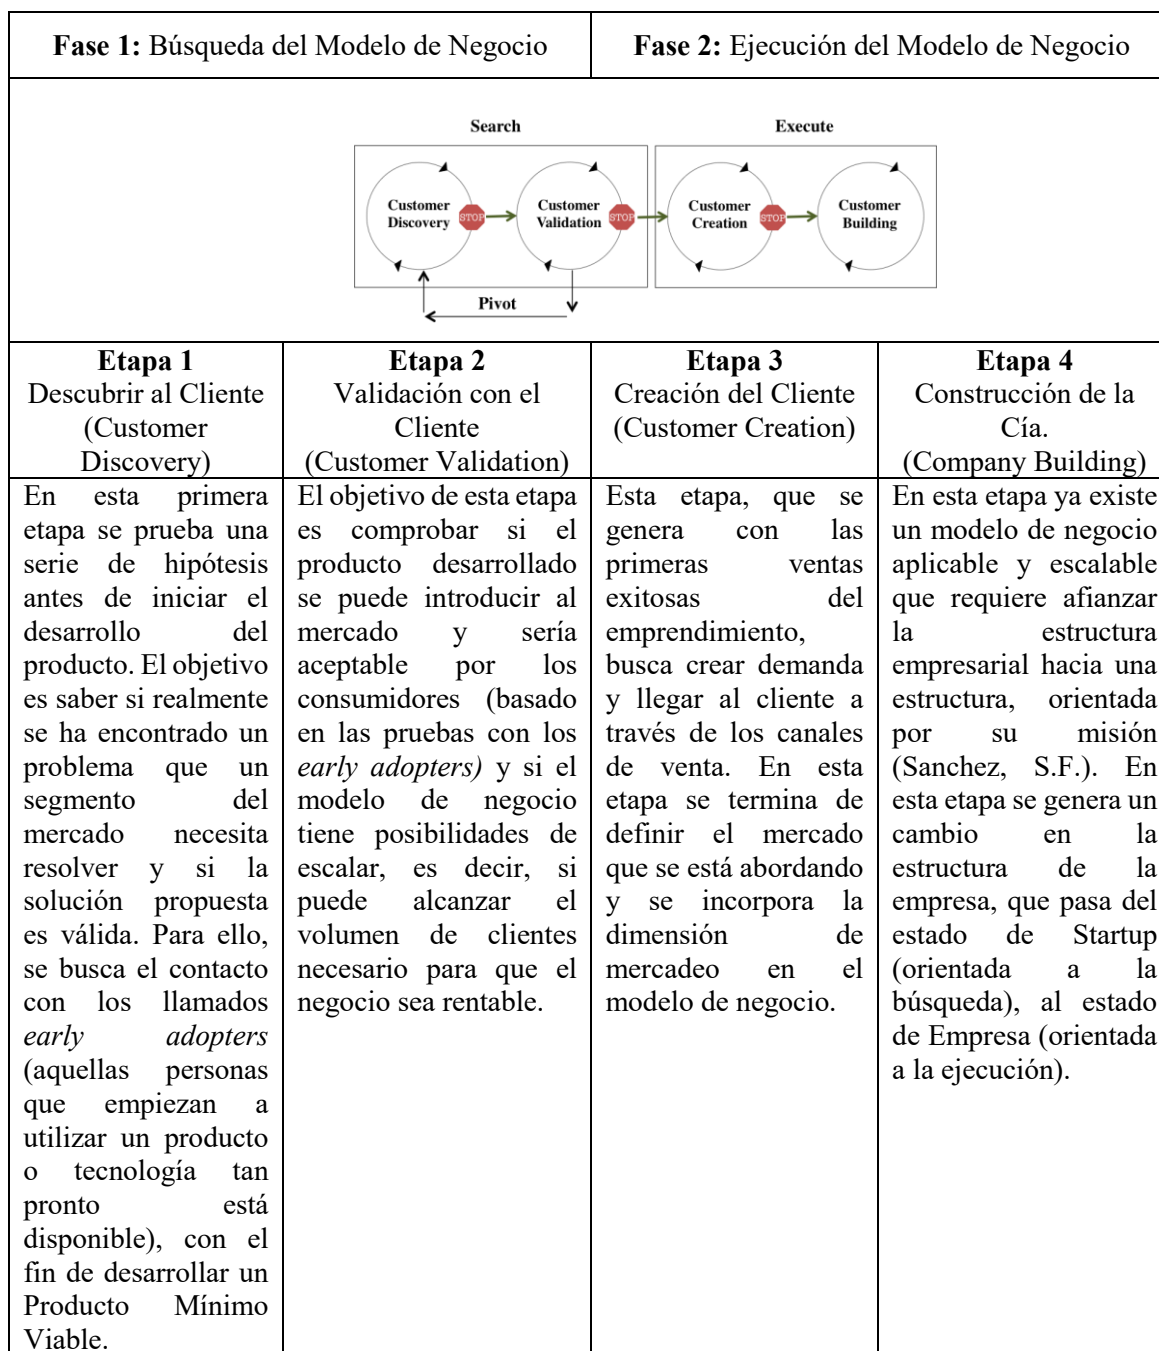 Fase 1: Búsqueda del Modelo de Negocio
Fase 2: Ejecución del Modelo de Negocio
Search
Execute
Customer
Discovery
STOP
Customer
Validation
STOP
Customer
Creation
STOP
Customer
Building
Pivot
Etapa 1
Descubrir al Cliente
(Customer
Discovery)
Etapa 2
Validación con el
Cliente
(Customer Validation)
Etapa 3
Creación del Cliente
(Customer Creation)
Etapa 4
Construcción de la
Cía.
(Company Building)
En esta primera
etapa se prueba una
serie de hipótesis
antes de iniciar el
desarrollo del
producto. El objetivo
es saber si realmente
se ha encontrado un
problema que un
segmento del
mercado necesita
resolver y si la
solución propuesta
es válida. Para ello,
se busca el contacto
con los llamados
early adopters
(aquellas personas
que empiezan a
utilizar un producto
o tecnología tan
pronto está
disponible), con el
fin de desarrollar un
Producto Mínimo
Viable.
El objetivo de esta etapa
es comprobar si el
producto desarrollado
se puede introducir al
mercado y sería
aceptable por los
consumidores (basado
en las pruebas con los
early adopters) y si el
modelo de negocio
tiene posibilidades de
escalar, es decir, si
puede alcanzar el
volumen de clientes
necesario para que el
negocio sea rentable.
Esta etapa, que se
genera con las
primeras ventas
exitosas del
emprendimiento,
busca crear demanda
y llegar al cliente a
través de los canales
de venta. En esta
etapa se termina de
definir el mercado
que se está abordando
y se incorpora la
dimensión de
mercadeo en el
modelo de negocio.
En esta etapa ya existe
un modelo de negocio
aplicable y escalable
que requiere afianzar
la estructura
empresarial hacia una
estructura, orientada
por su misión
(Sanchez, S.F.). En
esta etapa se genera un
cambio en la
estructura de la
empresa, que pasa del
estado de Startup
(orientada a la
búsqueda), al estado
de Empresa (orientada
a la ejecución).